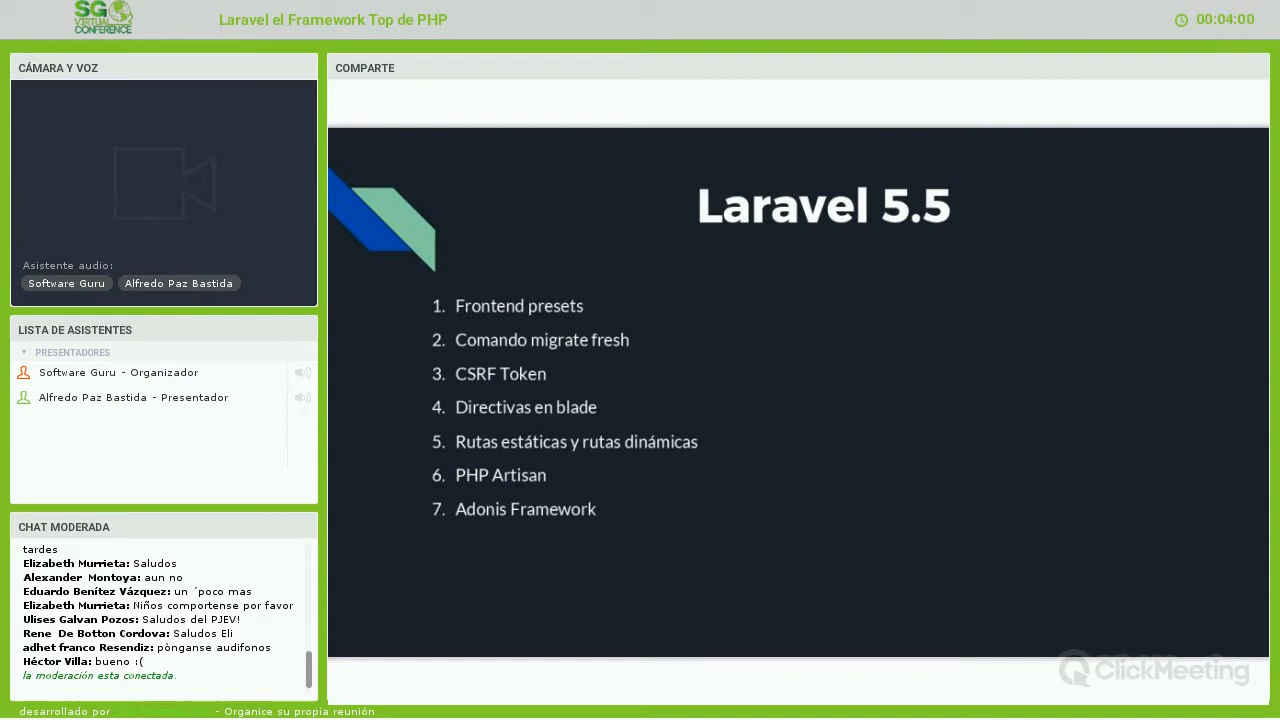 SG
VIRTUAL
CONFERENCE
Laravel el Framework Top de PHP
00:04:00
CÁMARA Y VOZ
Asistente audio:
Software Guru
Alfredo Paz Bastida
LISTA DE ASISTENTES
PRESENTADORES
Software Guru - Organizador
Alfredo Paz Bastida - Presentador
CHAT MODERADA
tardes
Elizabeth Murrieta: Saludos
Alexander Montoya: aun no
Eduardo Benítez Vázquez: un ´poco mas
Elizabeth Murrieta: Niños comportense por favor
Ulises Galvan Pozos: Saludos del PJEV!
Rene De Botton Cordova: Saludos Eli
adhet franco Resendiz: pònganse audifonos
Héctor Villa: bueno :(
la moderación esta conectada.
COMPARTE
Laravel 5.5
1. Frontend presets
2. Comando migrate fresh
3. CSRF Token
4. Directivas en blade
5. Rutas estáticas y rutas dinámicas
6. PHP Artisan
7. Adonis Framework
ClickMeeting
desarrollado por - Organice su propia reunión